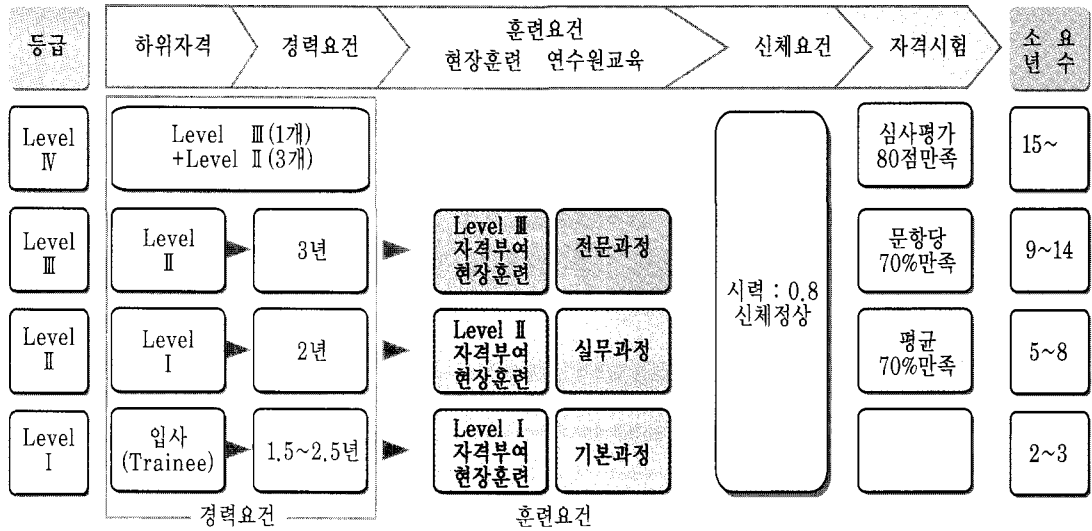 등급
하위자격
경력요건
훈련요건
현장훈련 연수원교육
신체요건
자격시험
소 요
년 수
Level
Ⅳ
Level Ⅲ(1개)
+Level Ⅱ(3개)
심사평가
80점만족
15~
Level
Ⅲ
Level
Ⅱ
3년
Level Ⅲ
자격부여
현장훈련
전문과정
문항당
70%만족
9~14
시력 : 0.8
신체정상
Level
Ⅱ
Level
Ⅰ
2년
Level Ⅱ
자격부여
현장훈련
실무과정
평균
70%만족
5~8
Level
Ⅰ
입사
(Trainee)
1.5~2.5년
Level Ⅰ
자격부여
현장훈련
기본과정
2~3
경력요건
훈련요건